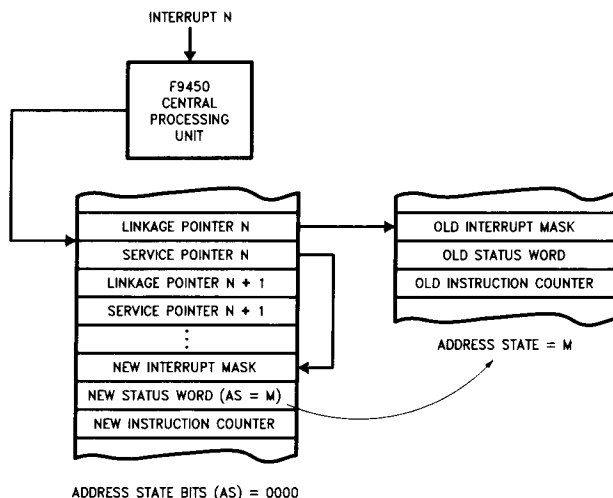 INTERRUPT N
F9450
CENTRAL
PROCESSING
UNIT
LINKAGE POINTER N
SERVICE POINTER N
LINKAGE POINTER N + 1
SERVICE POINTER N + 1
⋮
NEW INTERRUPT MASK
NEW STATUS WORD (AS = M)
NEW INSTRUCTION COUNTER
ADDRESS STATE BITS (AS) = 0000
OLD INTERRUPT MASK
OLD STATUS WORD
OLD INSTRUCTION COUNTER
ADDRESS STATE = M